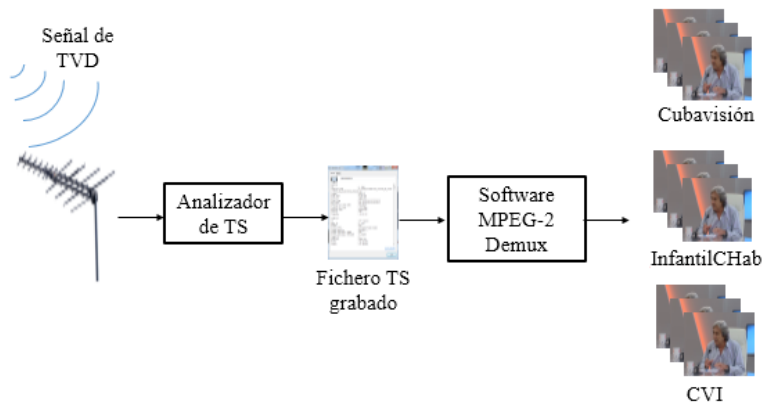 Señal de
TVD
Analizador
de TS
Fichero TS
grabado
Software
MPEG-2
Demux
Cubavisión
InfantilCHab
CVI